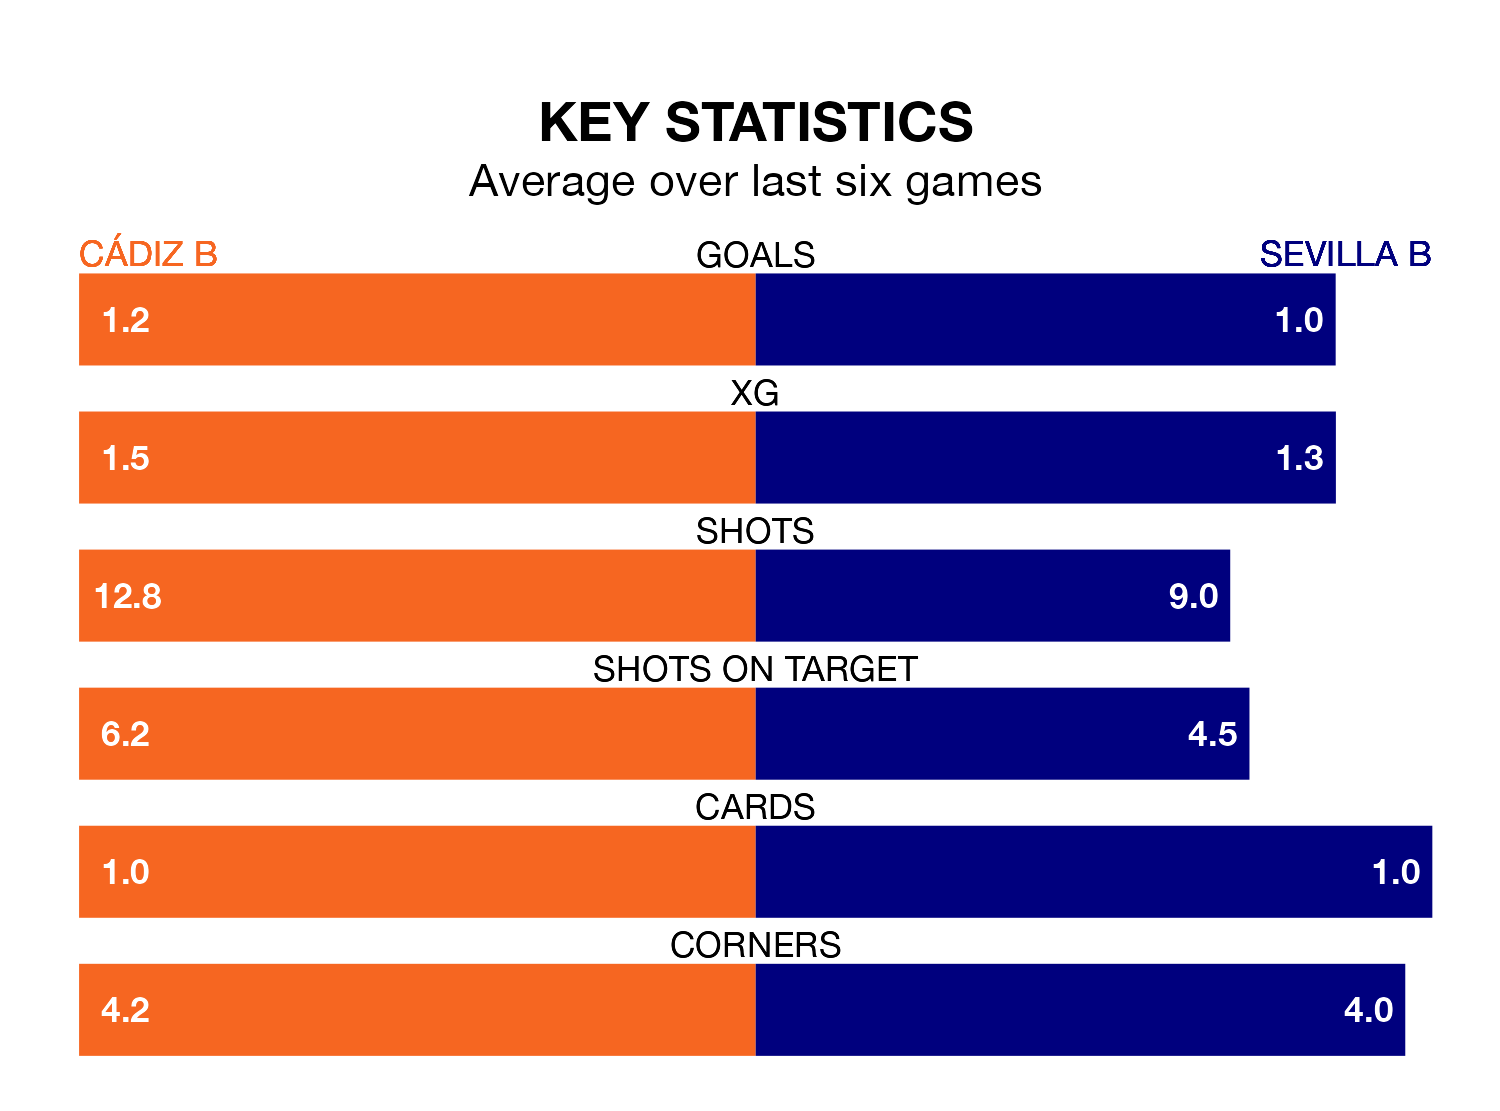 KEY STATISTICS
Average over last six games
CÁDIZ B GOALS SEVILLA B
1.2 1.0
XG
1.5 1.3
SHOTS
12.8 9.0
SHOTS ON TARGET
6.2 4.5
CARDS
1.0 1.0
CORNERS
4.2 4.0